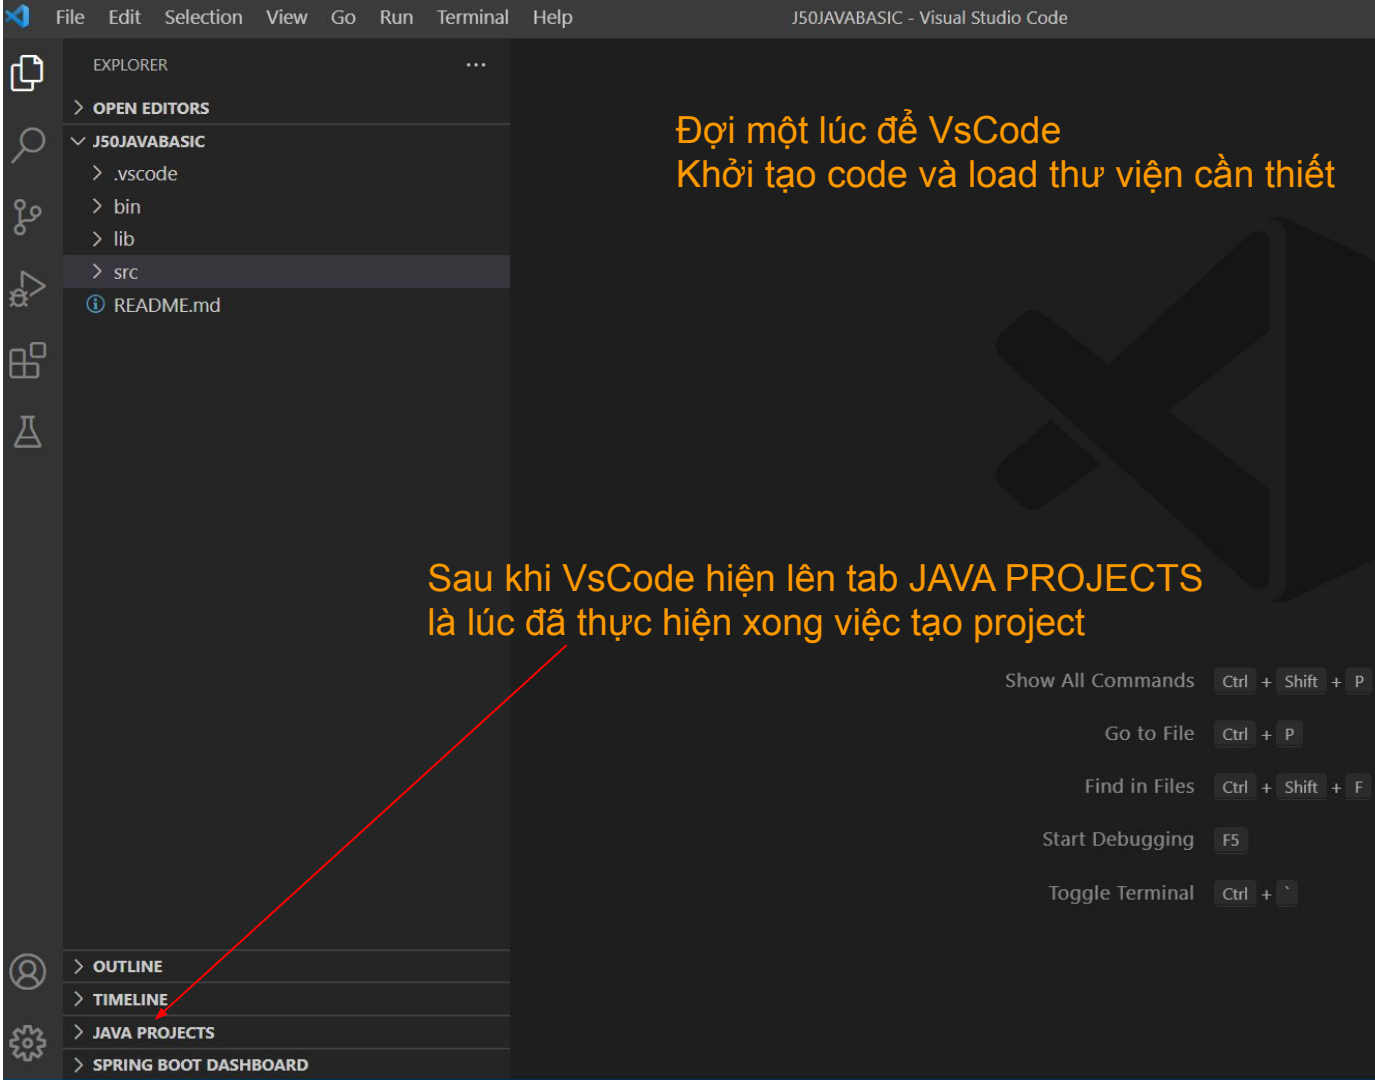 File Edit Selection View Go Run Terminal Help J50JAVABASIC - Visual Studio Code
EXPLORER ...
OPEN EDITORS
J50JAVABASIC
.vscode
bin
lib
src
README.md
Đợi một lúc để VsCode
Khởi tạo code và load thư viện cần thiết
Sau khi VsCode hiện lên tab JAVA PROJECTS
là lúc đã thực hiện xong việc tạo project
Show All Commands Ctrl + Shift + P
Go to File Ctrl + P
Find in Files Ctrl + Shift + F
Start Debugging F5
Toggle Terminal Ctrl + `
OUTLINE
TIMELINE
JAVA PROJECTS
SPRING BOOT DASHBOARD